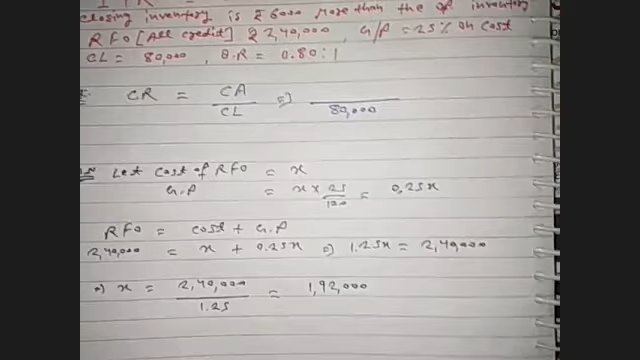 closing inventory is ₹ 6000 more than the op inventory
RFO [All credit] ₹ 2,40,000, G/P = 25% on cost
CL = 80,000, Q.R = 0.80 : 1
CR = CA / CL => / 80,000
Let cost of RFO = x
G.P = x × 25/100 = 0.25x
RFO = cost + G.P
2,40,000 = x + 0.25x => 1.25x = 2,40,000
=> x = 2,40,000 / 1.25 = 1,92,000